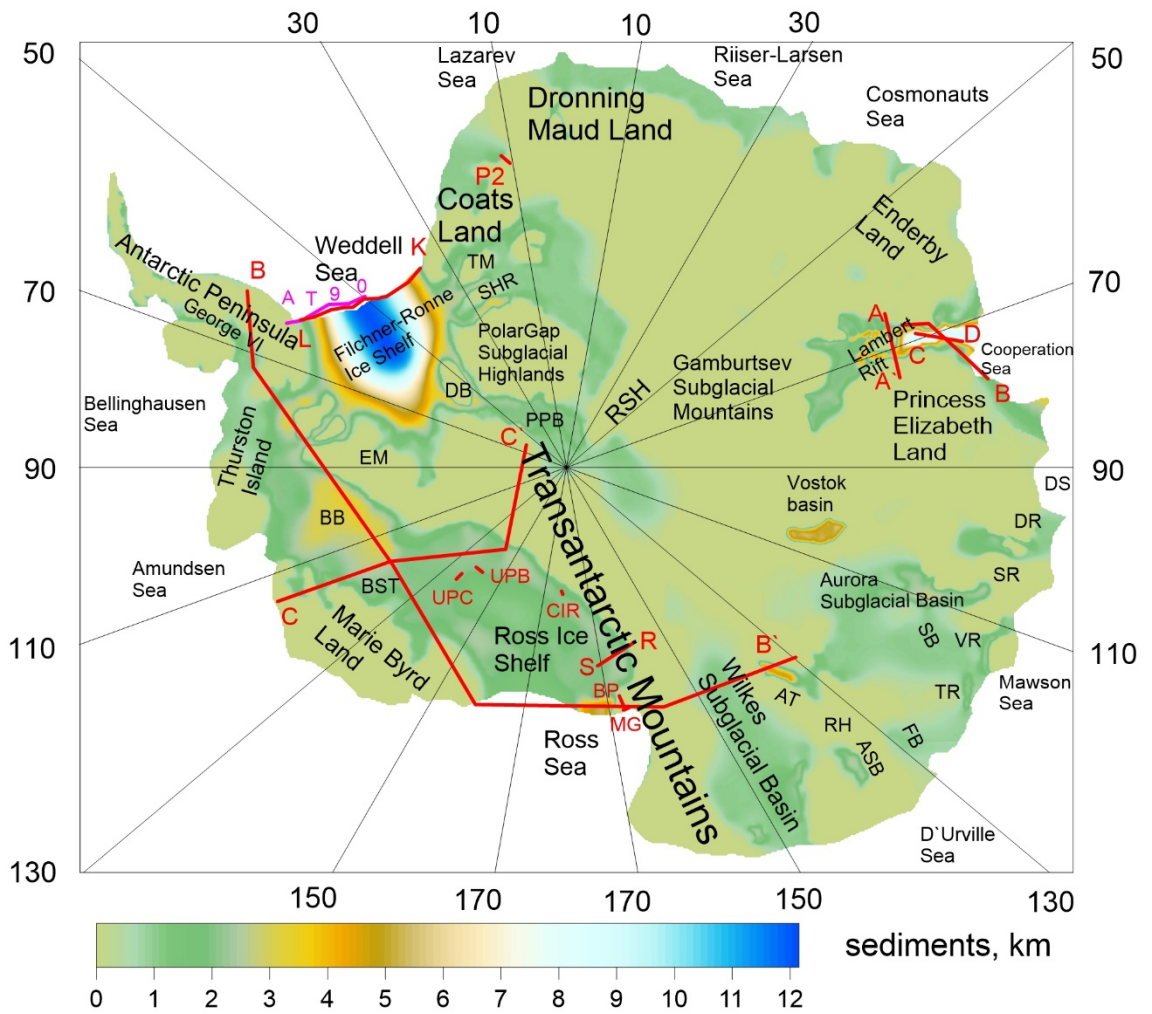 30
10
10
30
50
50
Lazarev
Sea
Riiser-Larsen
Sea
Cosmonauts
Sea
Dronning
Maud Land
P2
Coats
Land
Enderby
Land
Weddell
Sea
K
TM
SHR
Antarctic Peninsula
B
A T 9 0
L
George VI
Filchner-Ronne
Ice Shelf
70
70
PolarGap
Subglacial
Highlands
DB
Gamburtsev
Subglacial
Mountains
RSH
A
Lambert
Rift
A`
C
D
B
Cooperation
Sea
Princess
Elizabeth
Land
Bellinghausen
Sea
Thurston
Island
PPB
C`
EM
90
90
Transantarctic Mountains
Vostok
basin
DS
BB
DR
Amundsen
Sea
BST
UPB
UPC
CIR
Aurora
Subglacial Basin
SR
C
Marie Byrd
Land
Ross Ice
Shelf
S
R
B`
SB
VR
110
110
BP
MG
Wilkes
Subglacial Basin
AT
TR
Mawson
Sea
Ross
Sea
RH
ASB
FB
D`Urville
Sea
130
150
170
170
150
130
sediments, km
0 1 2 3 4 5 6 7 8 9 10 11 12